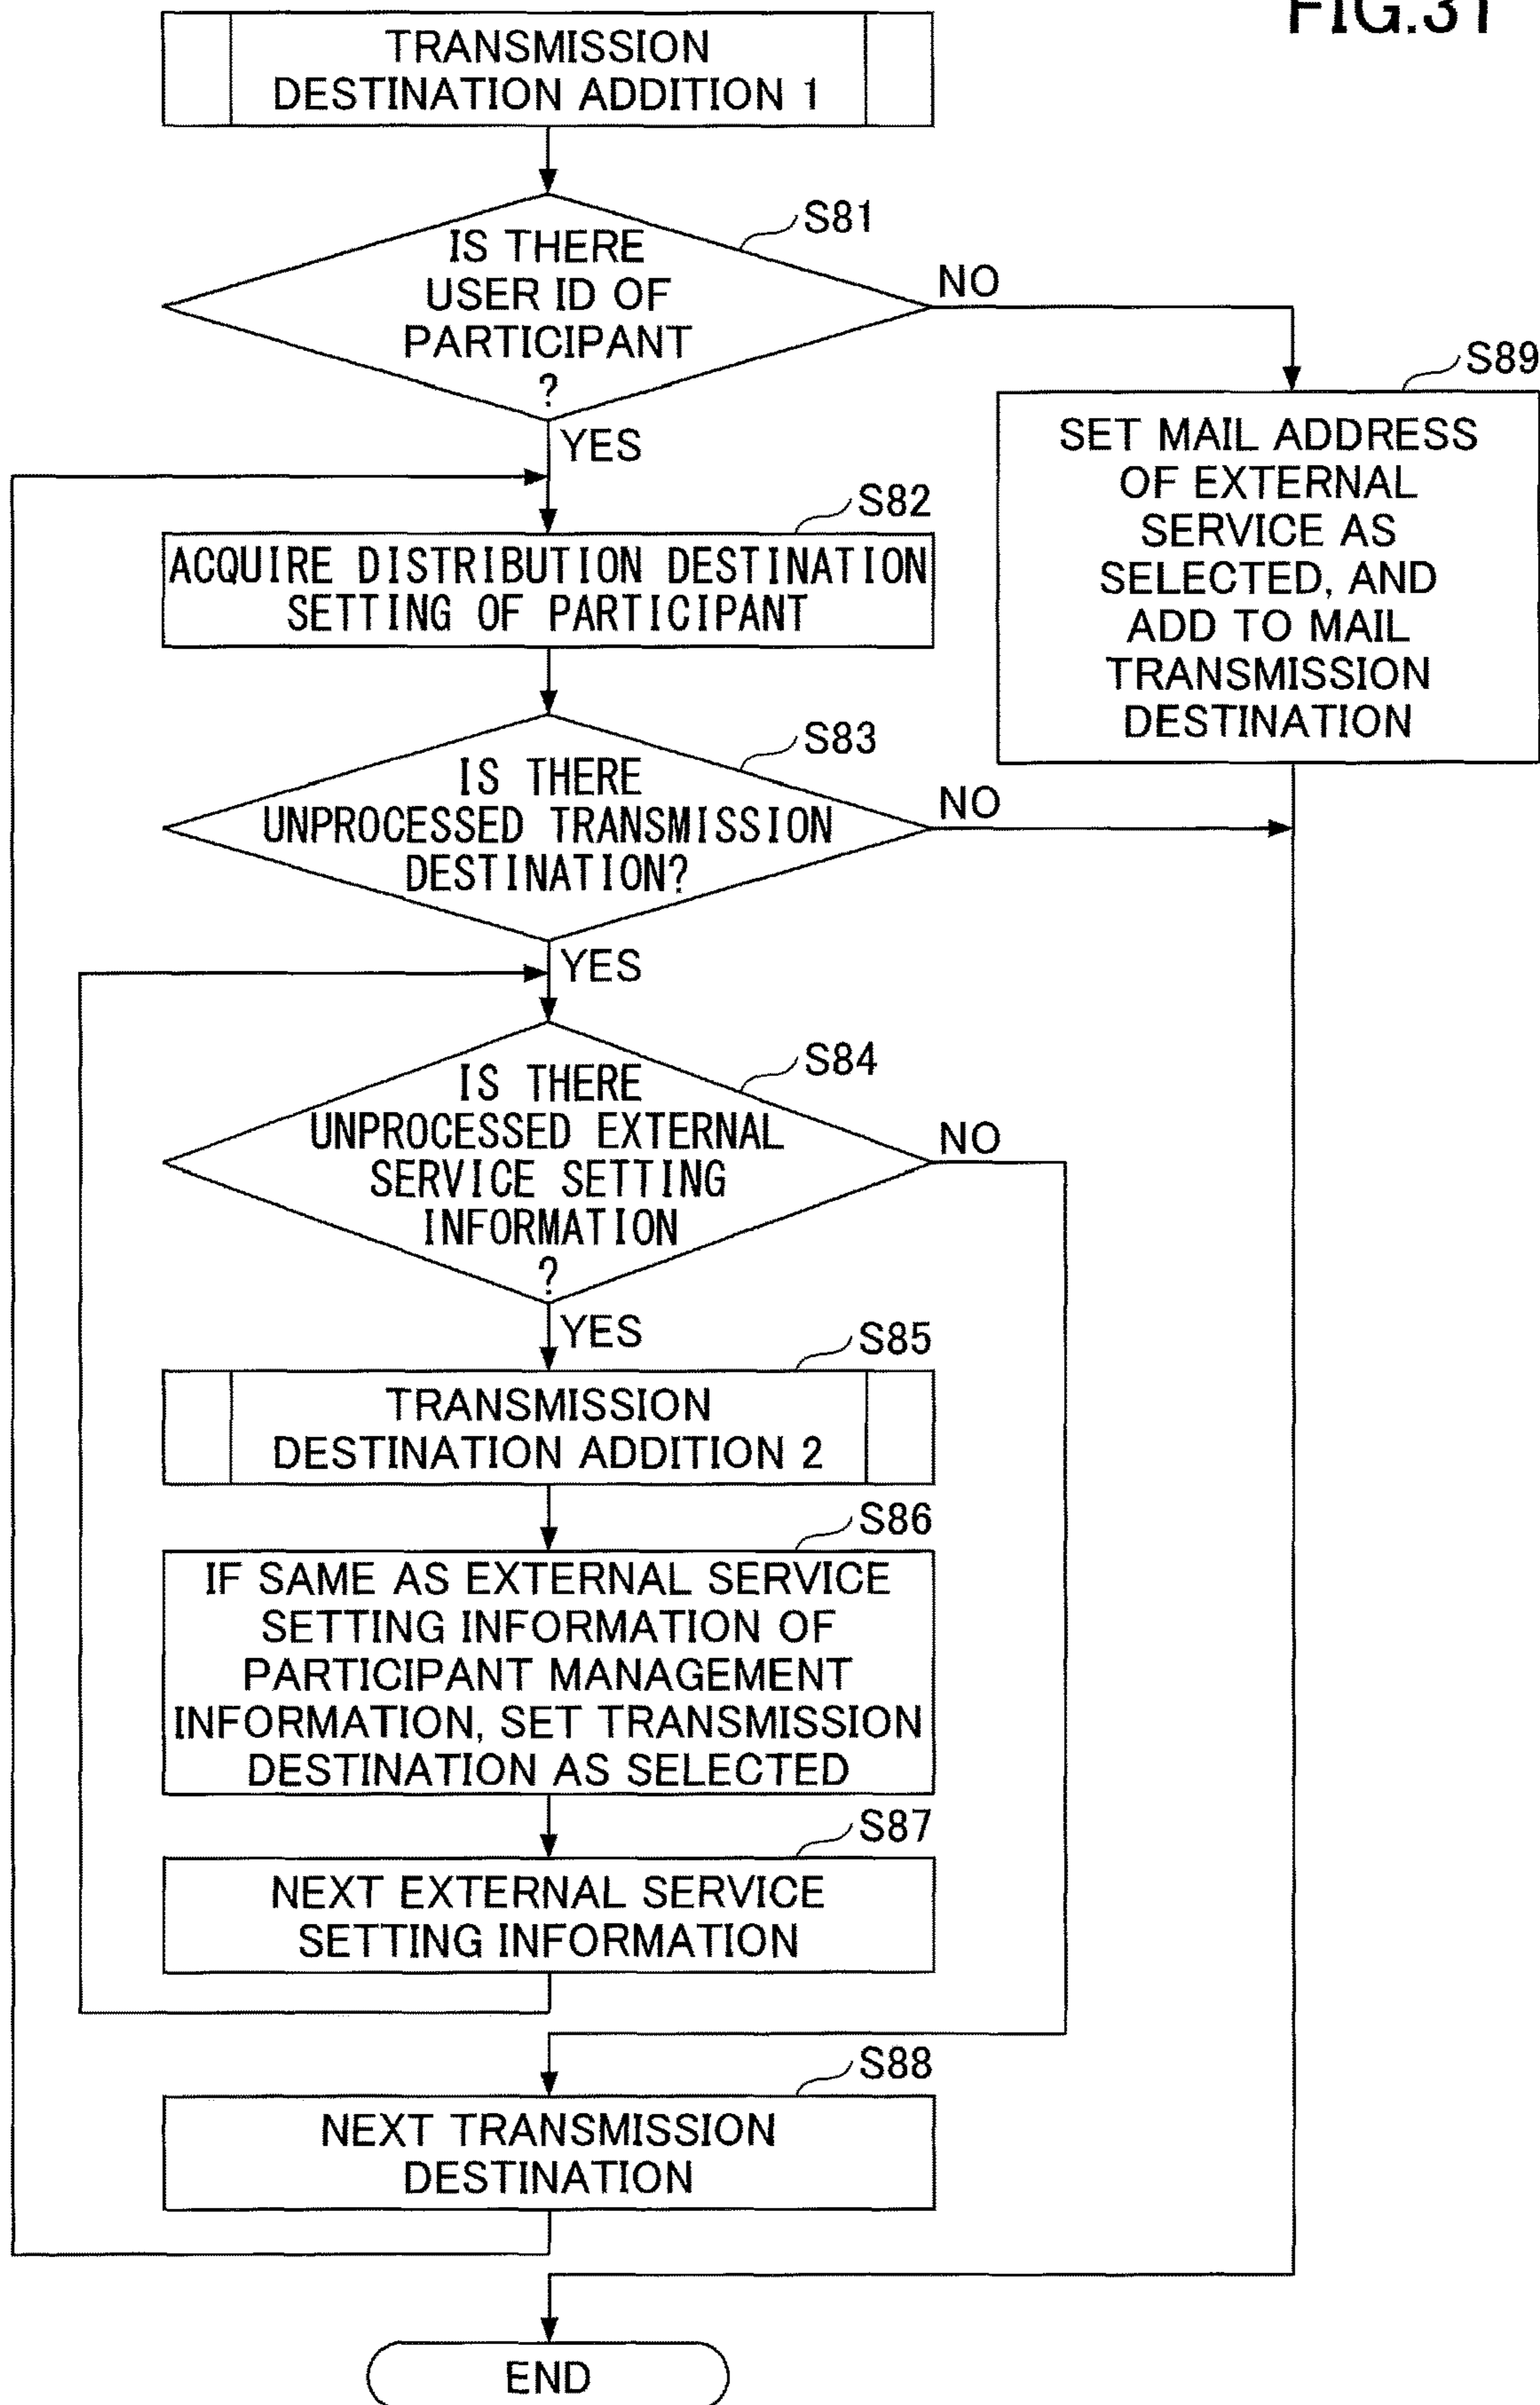 FIG.31
TRANSMISSION
DESTINATION ADDITION 1
S81
IS THERE
USER ID OF
PARTICIPANT
?
NO
YES
S89
SET MAIL ADDRESS
OF EXTERNAL
SERVICE AS
SELECTED, AND
ADD TO MAIL
TRANSMISSION
DESTINATION
S82
ACQUIRE DISTRIBUTION DESTINATION
SETTING OF PARTICIPANT
S83
IS THERE
UNPROCESSED TRANSMISSION
DESTINATION?
NO
YES
S84
IS THERE
UNPROCESSED EXTERNAL
SERVICE SETTING
INFORMATION
?
NO
YES
S85
TRANSMISSION
DESTINATION ADDITION 2
S86
IF SAME AS EXTERNAL SERVICE
SETTING INFORMATION OF
PARTICIPANT MANAGEMENT
INFORMATION, SET TRANSMISSION
DESTINATION AS SELECTED
S87
NEXT EXTERNAL SERVICE
SETTING INFORMATION
S88
NEXT TRANSMISSION
DESTINATION
END